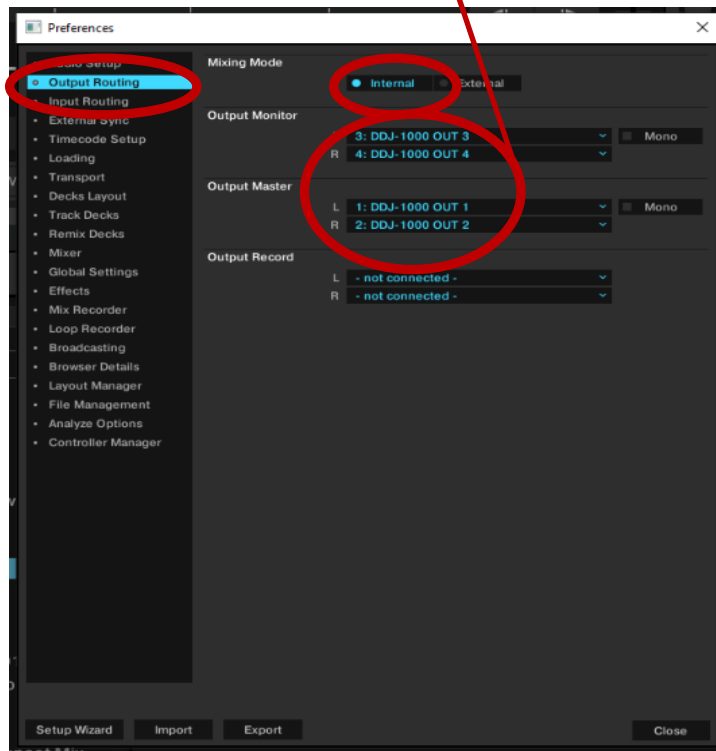 Preferences
Audio Setup
Output Routing
Input Routing
External Sync
Timecode Setup
Loading
Transport
Decks Layout
Track Decks
Remix Decks
Mixer
Global Settings
Effects
Mix Recorder
Loop Recorder
Broadcasting
Browser Details
Layout Manager
File Management
Analyze Options
Controller Manager
Mixing Mode
Internal External
Output Monitor
3: DDJ-1000 OUT 3 Mono
R 4: DDJ-1000 OUT 4
Output Master
L 1: DDJ-1000 OUT 1 Mono
R 2: DDJ-1000 OUT 2
Output Record
L - not connected -
R - not connected -
Setup Wizard Import Export Close